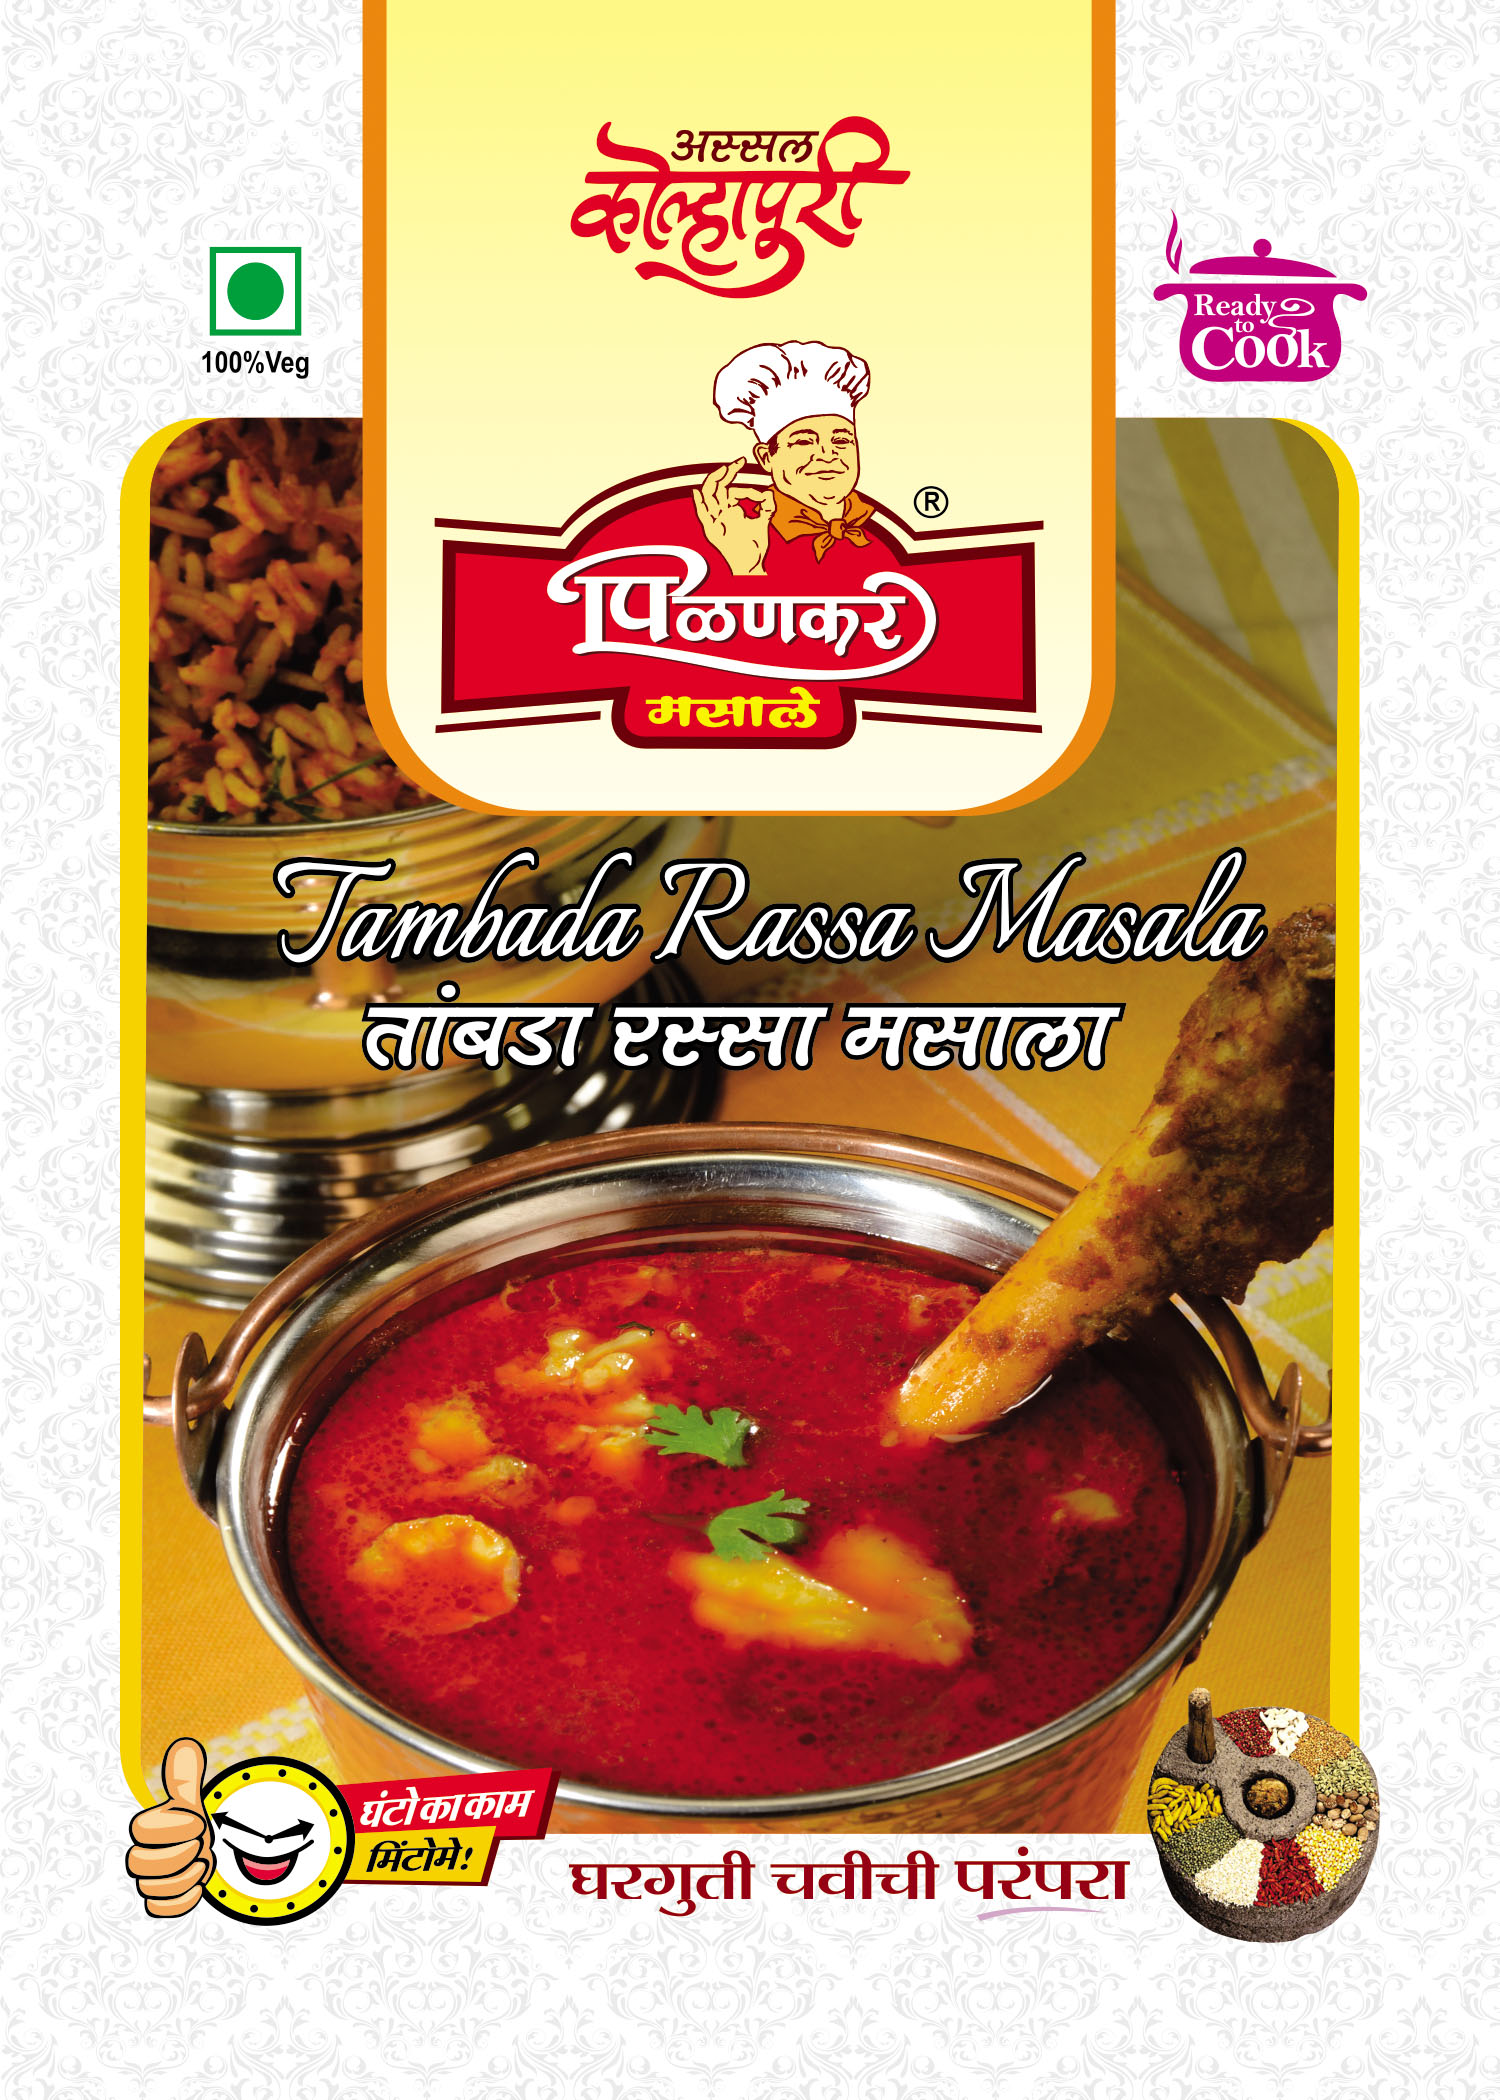 अस्सल
कोल्हापुरी
100%Veg
Ready
to
Cook
®
पिळणकर
मसाले
Tambada Rassa Masala
तांबडा रस्सा मसाला
घंटो का काम
मिंटोमे!
घरगुती चवीची परंपरा